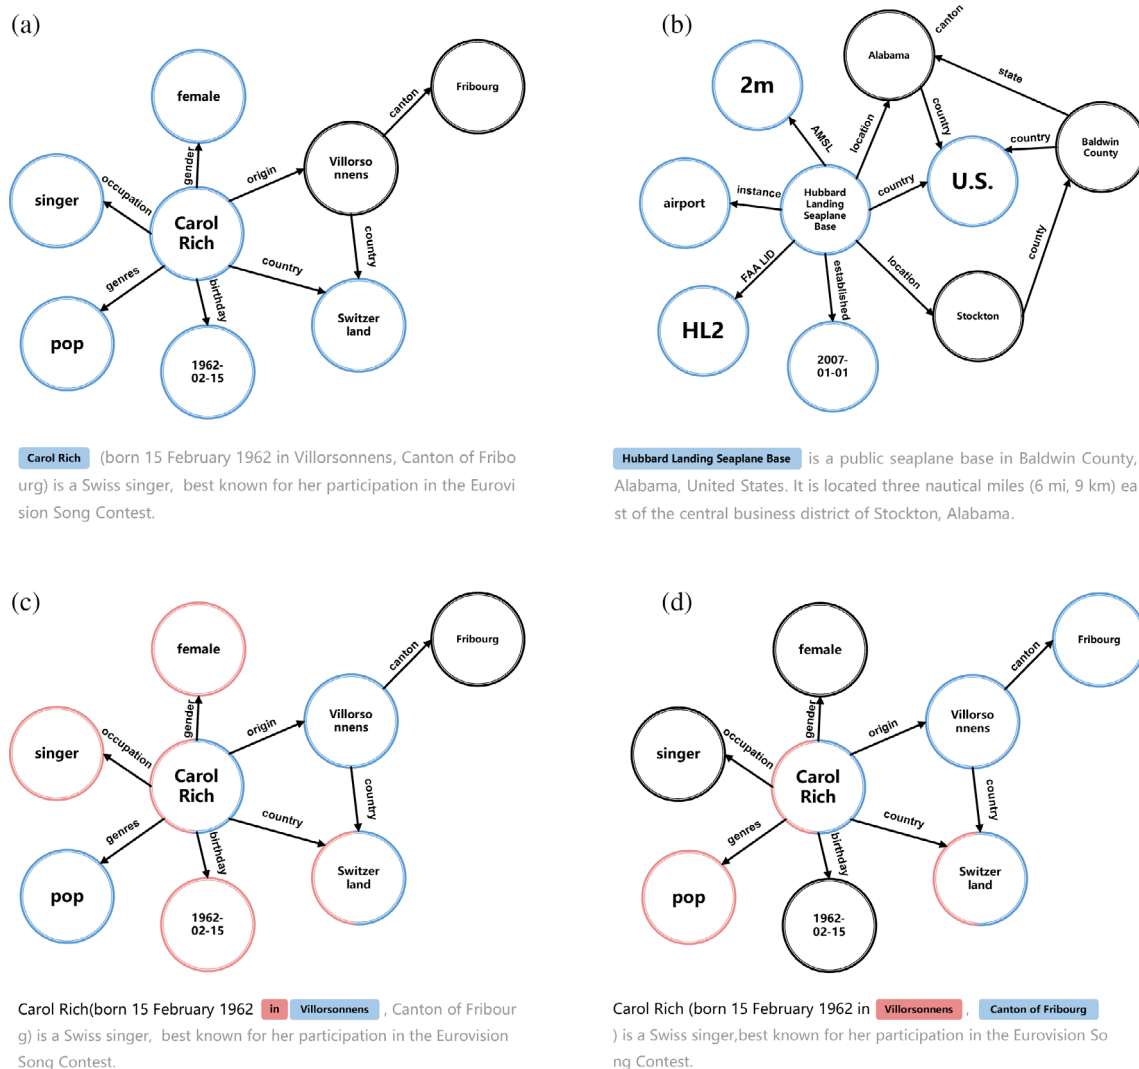 (a)
female
Fribourg
canton
Villorso
nnens
gender
origin
occupation
singer
Carol
Rich
country
country
genres
birthday
Switzer
land
pop
1962-
02-15
Carol Rich (born 15 February 1962 in Villorsonnens, Canton of Fribo
urg) is a Swiss singer, best known for her participation in the Eurovi
sion Song Contest.
(b)
canton
Alabama
2m
state
AMSL
location
country
country
Baldwin
County
instance
airport
Hubbard
Landing
Seaplane
Base
country
U.S.
FAA LID
established
location
county
HL2
2007-
01-01
Stockton
Hubbard Landing Seaplane Base is a public seaplane base in Baldwin County,
Alabama, United States. It is located three nautical miles (6 mi, 9 km) ea
st of the central business district of Stockton, Alabama.
(c)
female
Fribourg
canton
Villorso
nnens
gender
origin
occupation
singer
Carol
Rich
country
country
genres
birthday
Switzer
land
pop
1962-
02-15
Carol Rich(born 15 February 1962 in Villorsonnens , Canton of Fribour
g) is a Swiss singer, best known for her participation in the Eurovision
Song Contest.
(d)
female
Fribourg
canton
Villorso
nnens
gender
origin
occupation
singer
Carol
Rich
country
country
genres
birthday
Switzer
land
pop
1962-
02-15
Carol Rich (born 15 February 1962 in Villorsonnens , Canton of Fribourg
) is a Swiss singer,best known for her participation in the Eurovision So
ng Contest.